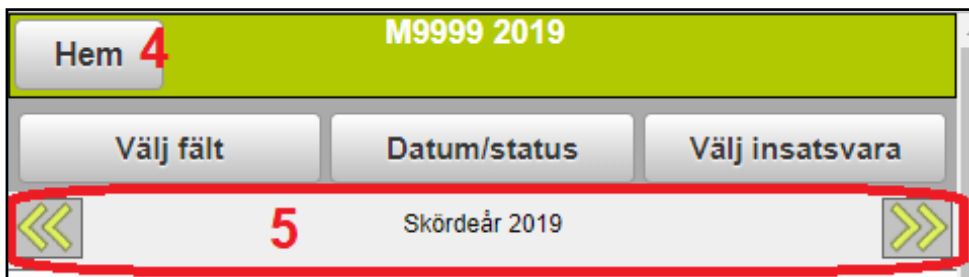 M9999 2019
Hem 4
Välj fält Datum/status Välj insatsvara
5 Skördeår 2019